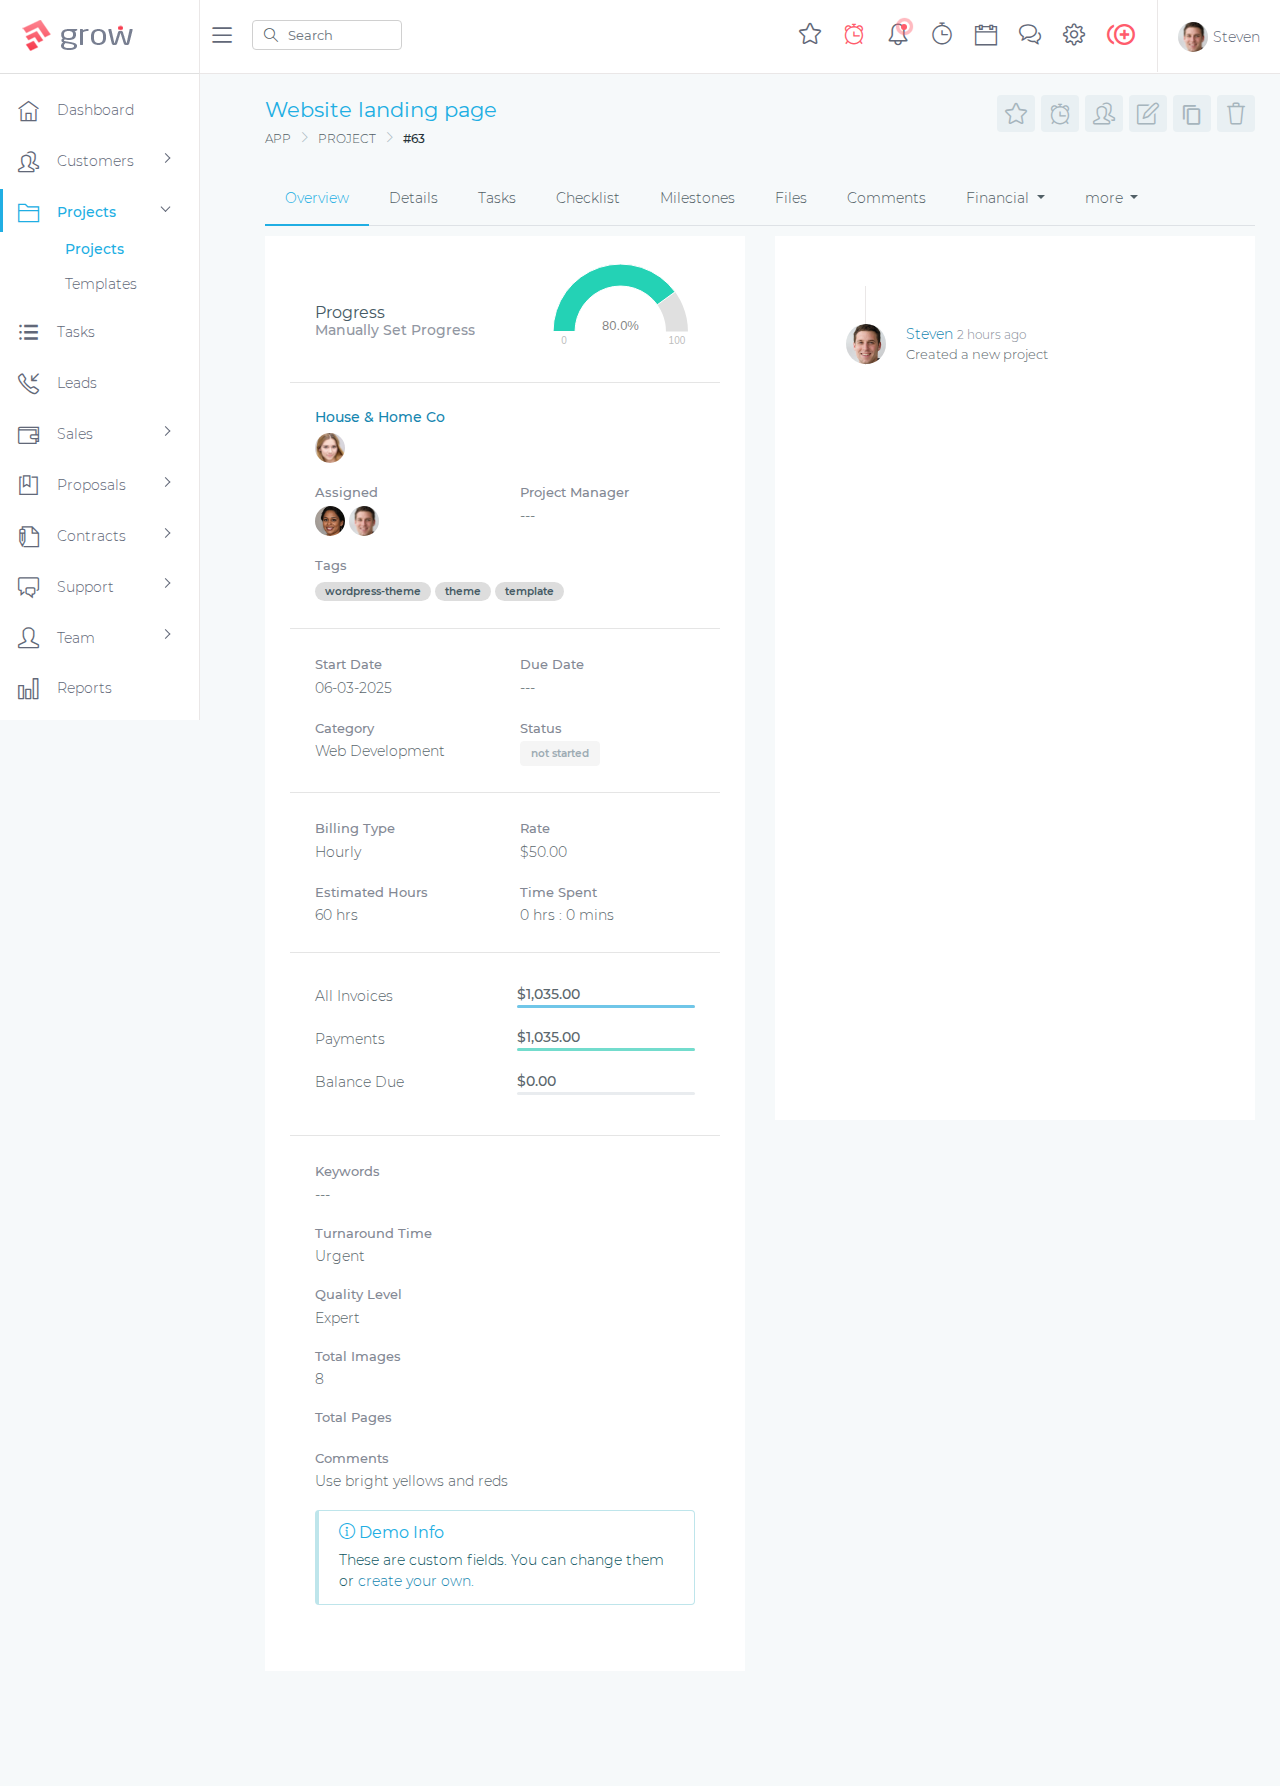 grow
Search
Steven
Dashboard
Customers
Projects
Projects
Templates
Tasks
Leads
Sales
Proposals
Contracts
Support
Team
Reports
Website landing page
APP PROJECT #63
Overview Details Tasks Checklist Milestones Files Comments Financial more
Progress
Manually Set Progress
80.0%
0 100
House & Home Co
Assigned Project Manager
---
Tags
wordpress-theme theme template
Start Date Due Date
06-03-2025 ---
Category Status
Web Development not started
Billing Type Rate
Hourly $50.00
Estimated Hours Time Spent
60 hrs 0 hrs : 0 mins
All Invoices $1,035.00
Payments $1,035.00
Balance Due $0.00
Keywords
---
Turnaround Time
Urgent
Quality Level
Expert
Total Images
8
Total Pages
Comments
Use bright yellows and reds
Demo Info
These are custom fields. You can change them
or create your own.
Steven 2 hours ago
Created a new project